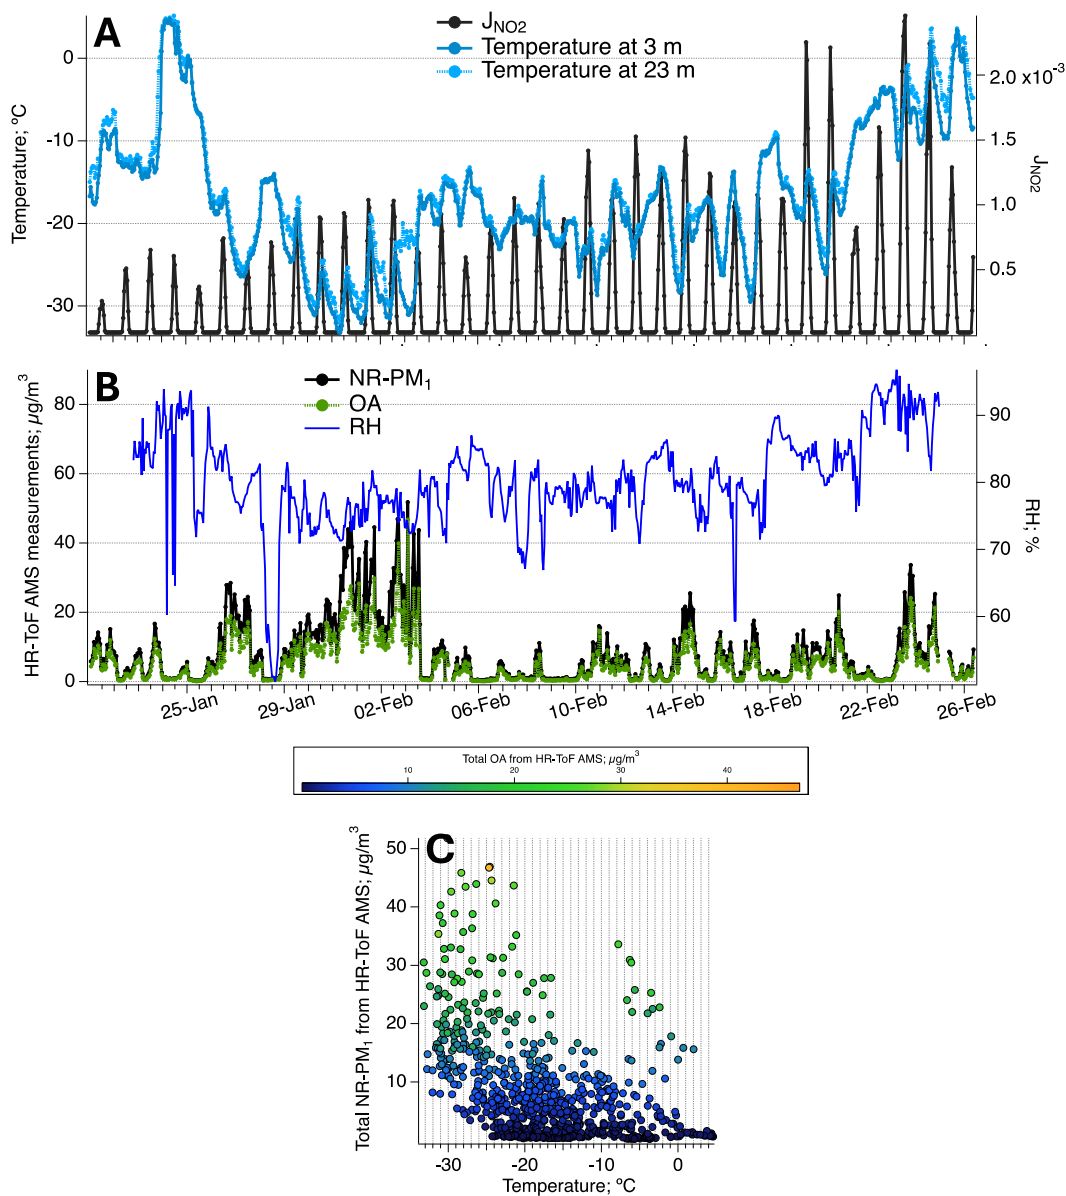 A
J_NO2
Temperature at 3 m
Temperature at 23 m
0
-10
-20
-30
Temperature; ºC
2.0 x10⁻³
1.5
1.0
0.5
J_NO2
B
NR-PM₁
OA
RH
80
60
40
20
0
HR-ToF AMS measurements; µg/m³
90
80
70
60
RH; %
25-Jan
29-Jan
02-Feb
06-Feb
10-Feb
14-Feb
18-Feb
22-Feb
26-Feb
Total OA from HR-ToF AMS; µg/m³
10
20
30
40
C
50
40
30
20
10
Total NR-PM₁ from HR-ToF AMS; µg/m³
-30
-20
-10
0
Temperature; ºC